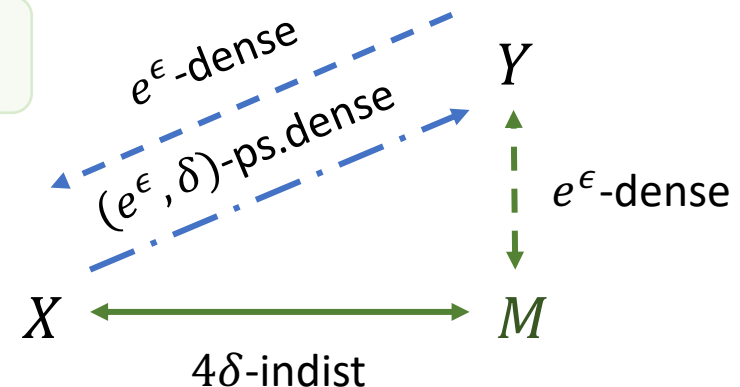 e^ϵ-dense
Y
(e^ϵ, δ)-ps.dense
e^ϵ-dense
X
M
4δ-indist